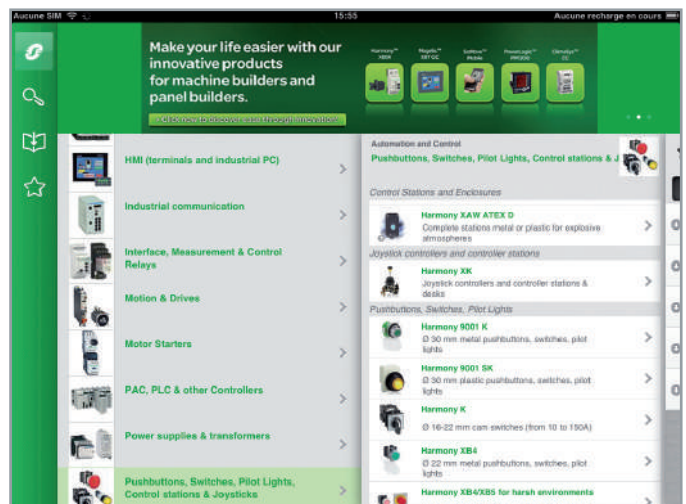 Aucune SIM
15:55
Aucune recharge en cours
Make your life easier with our
innovative products
for machine builders and
panel builders.
Harmony™
XB5R
Magelis™
SoMove™
Mobile
PowerLogic™
HMI (terminals and industrial PC)
Industrial communication
Interface, Measurement & Control
Relays
Motion & Drives
Motor Starters
PAC, PLC & other Controllers
Power supplies & transformers
Pushbuttons, Switches, Pilot Lights,
Control stations & Joysticks
Automation and Control
Pushbuttons, Switches, Pilot Lights, Control stations & J
Control Stations and Enclosures
Harmony XAW ATEX D
Complete stations metal or plastic for explosive
atmospheres
Joystick controllers and controller stations
Harmony XK
Joystick controllers and controller stations &
desks
Pushbuttons, Switches, Pilot Lights
Harmony 9001 K
Ø 30 mm metal pushbuttons, switches, pilot
lights
Harmony 9001 SK
Ø 30 mm plastic pushbuttons, switches, pilot
lights
Harmony K
Ø 16-22 mm cam switches (from 10 to 150A)
Harmony XB4
Ø 22 mm metal pushbuttons, switches, pilot
lights
Harmony XB4/XB5 for harsh environments